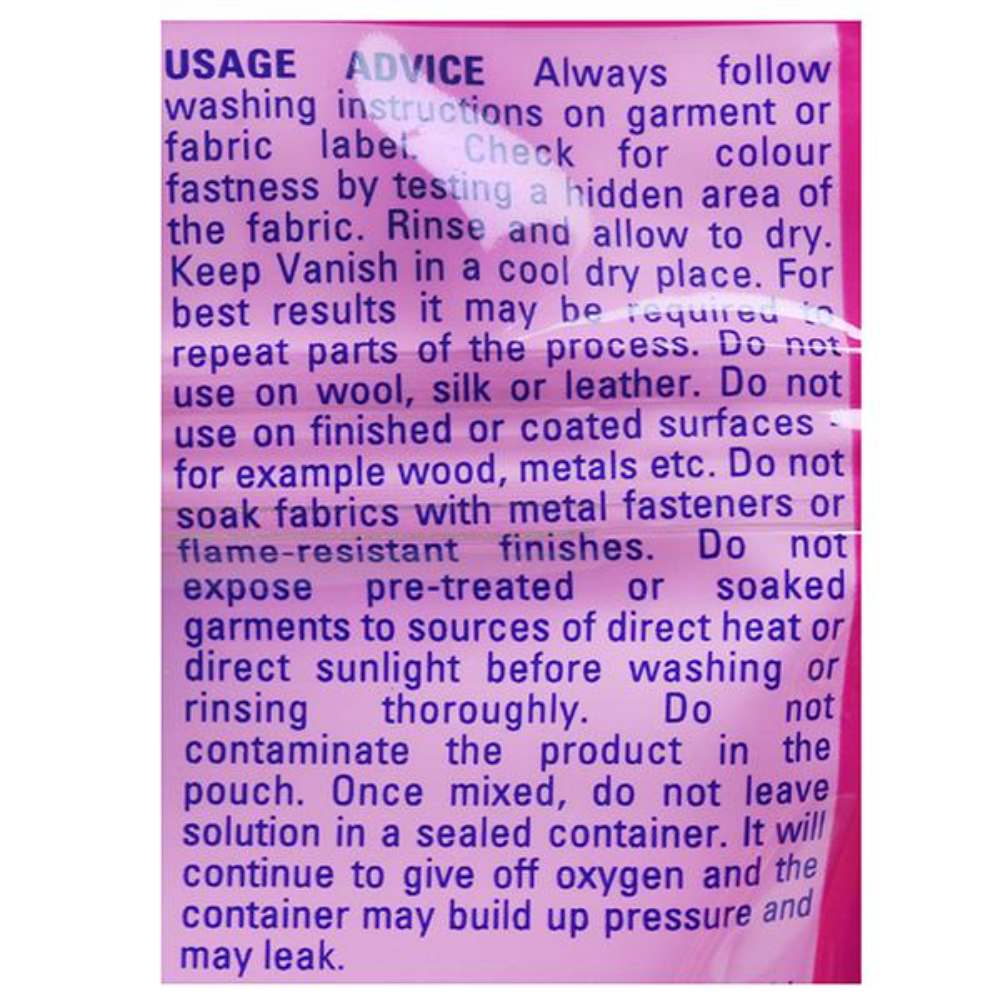 USAGE ADVICE Always follow
washing instructions on garment or
fabric label. Check for colour
fastness by testing a hidden area of
the fabric. Rinse and allow to dry.
Keep Vanish in a cool dry place. For
best results it may be required to
repeat parts of the process. Do not
use on wool, silk or leather. Do not
use on finished or coated surfaces -
for example wood, metals etc. Do not
soak fabrics with metal fasteners or
flame-resistant finishes. Do not
expose pre-treated or soaked
garments to sources of direct heat or
direct sunlight before washing or
rinsing thoroughly. Do not
contaminate the product in the
pouch. Once mixed, do not leave
solution in a sealed container. It will
continue to give off oxygen and the
container may build up pressure and
may leak.